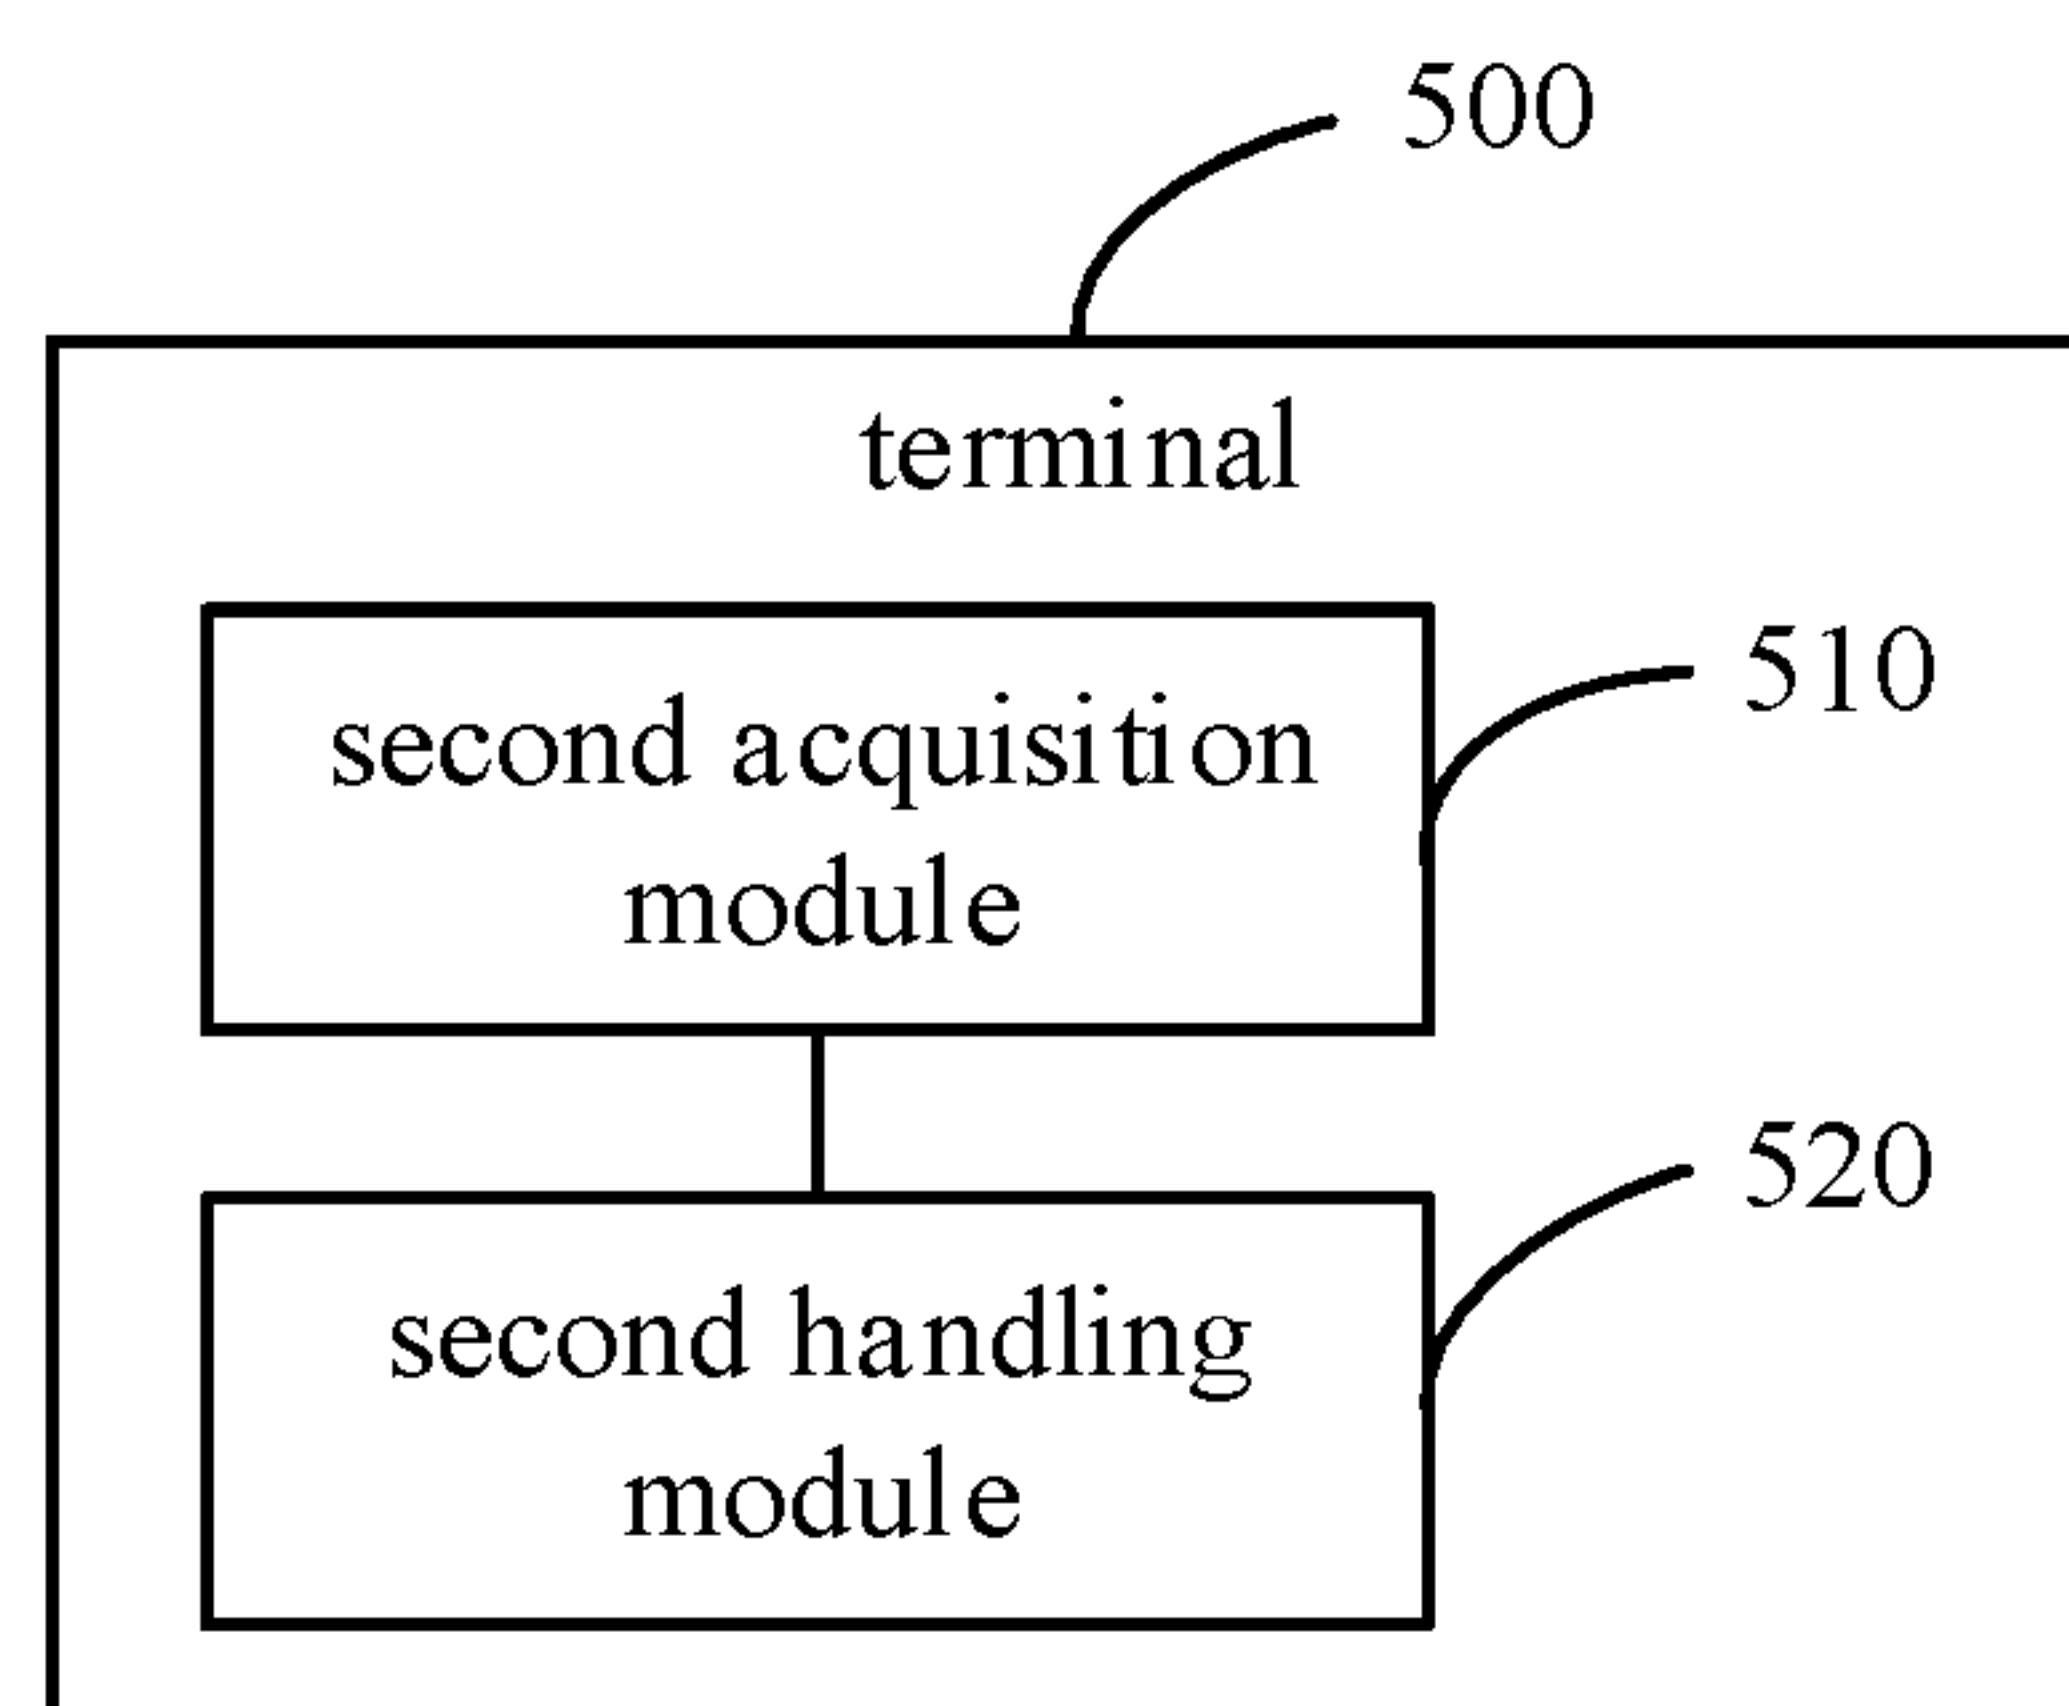 500
terminal
510
second acquisition
module
520
second handling
module